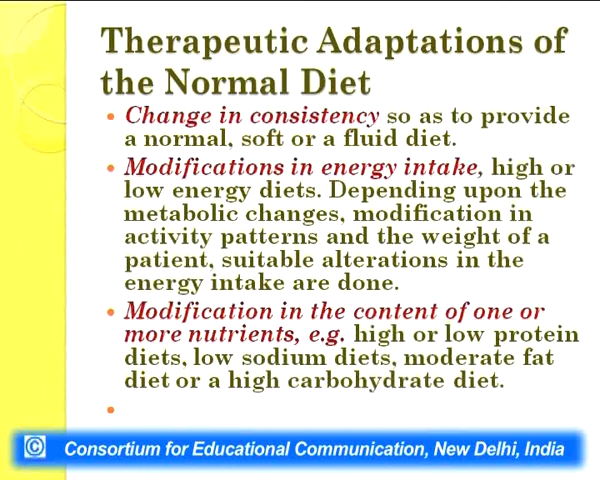 Therapeutic Adaptations of
the Normal Diet
• Change in consistency so as to provide
a normal, soft or a fluid diet.
• Modifications in energy intake, high or
low energy diets. Depending upon the
metabolic changes, modification in
activity patterns and the weight of a
patient, suitable alterations in the
energy intake are done.
• Modification in the content of one or
more nutrients, e.g. high or low protein
diets, low sodium diets, moderate fat
diet or a high carbohydrate diet.
•
© Consortium for Educational Communication, New Delhi, India